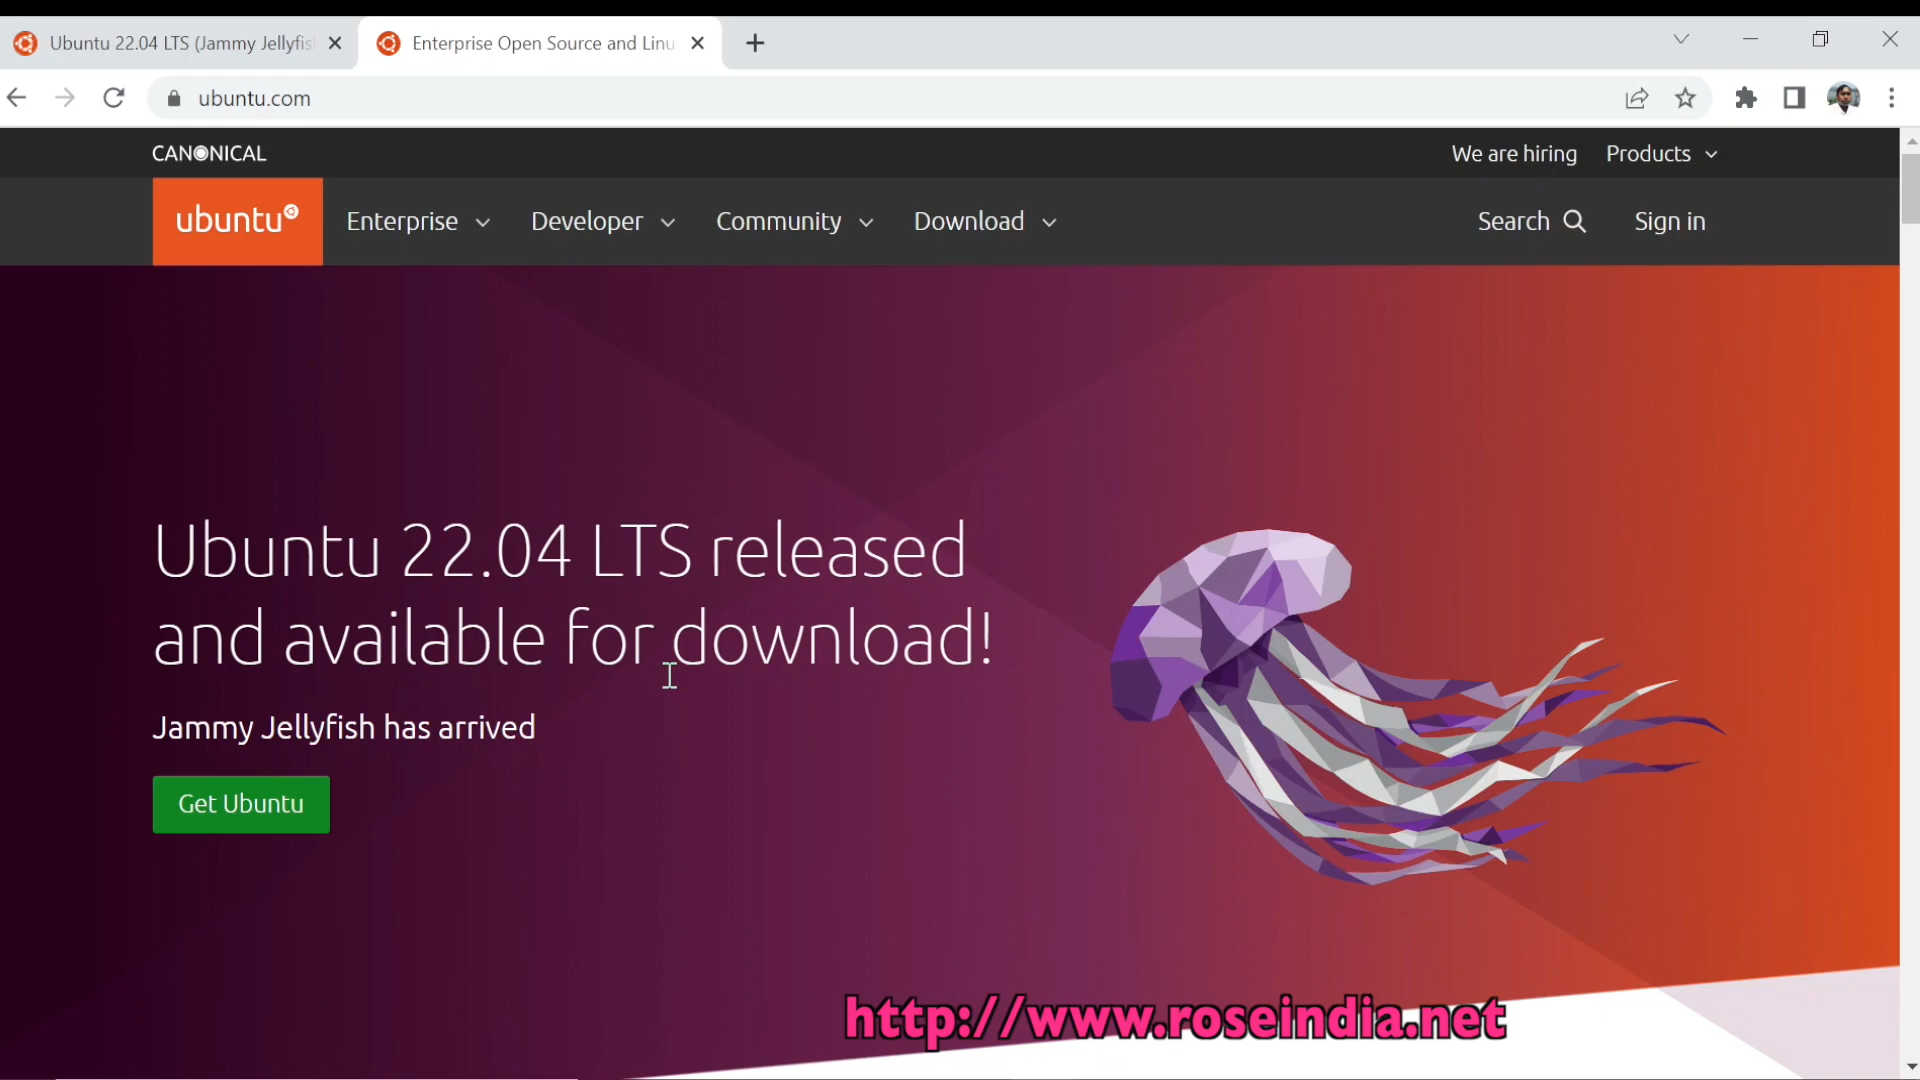 Ubuntu 22.04 LTS (Jammy Jellyfis
Enterprise Open Source and Linu
ubuntu.com
CANONICAL
We are hiring
Products
ubuntu
Enterprise
Developer
Community
Download
Search
Sign in
Ubuntu 22.04 LTS released
and available for download!
Jammy Jellyfish has arrived
Get Ubuntu
http://www.roseindia.net